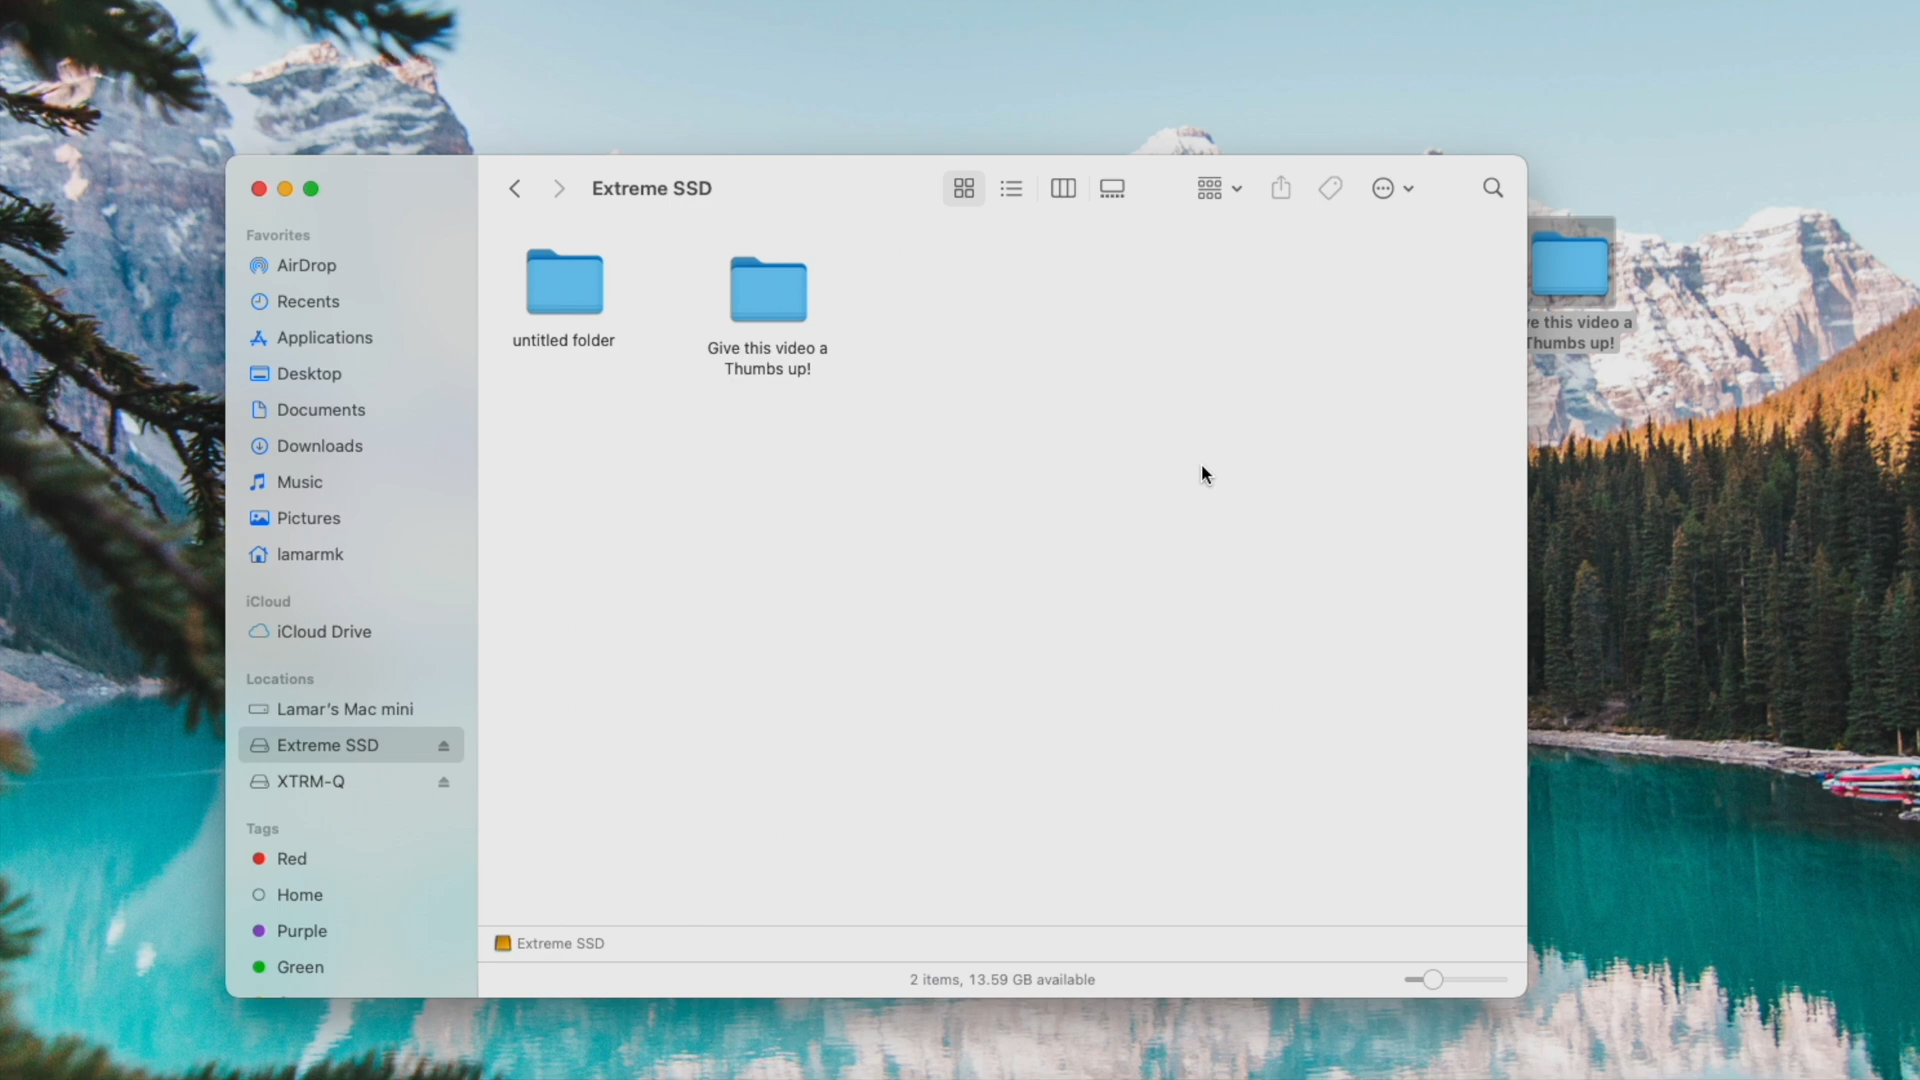 Extreme SSD
Favorites
AirDrop
Recents
Applications
Desktop
Documents
Downloads
Music
Pictures
lamarmk
iCloud
iCloud Drive
Locations
Lamar's Mac mini
Extreme SSD
XTRM-Q
Tags
Red
Home
Purple
Green
untitled folder
Give this video a
Thumbs up!
ve this video a
Thumbs up!
Extreme SSD
2 items, 13.59 GB available